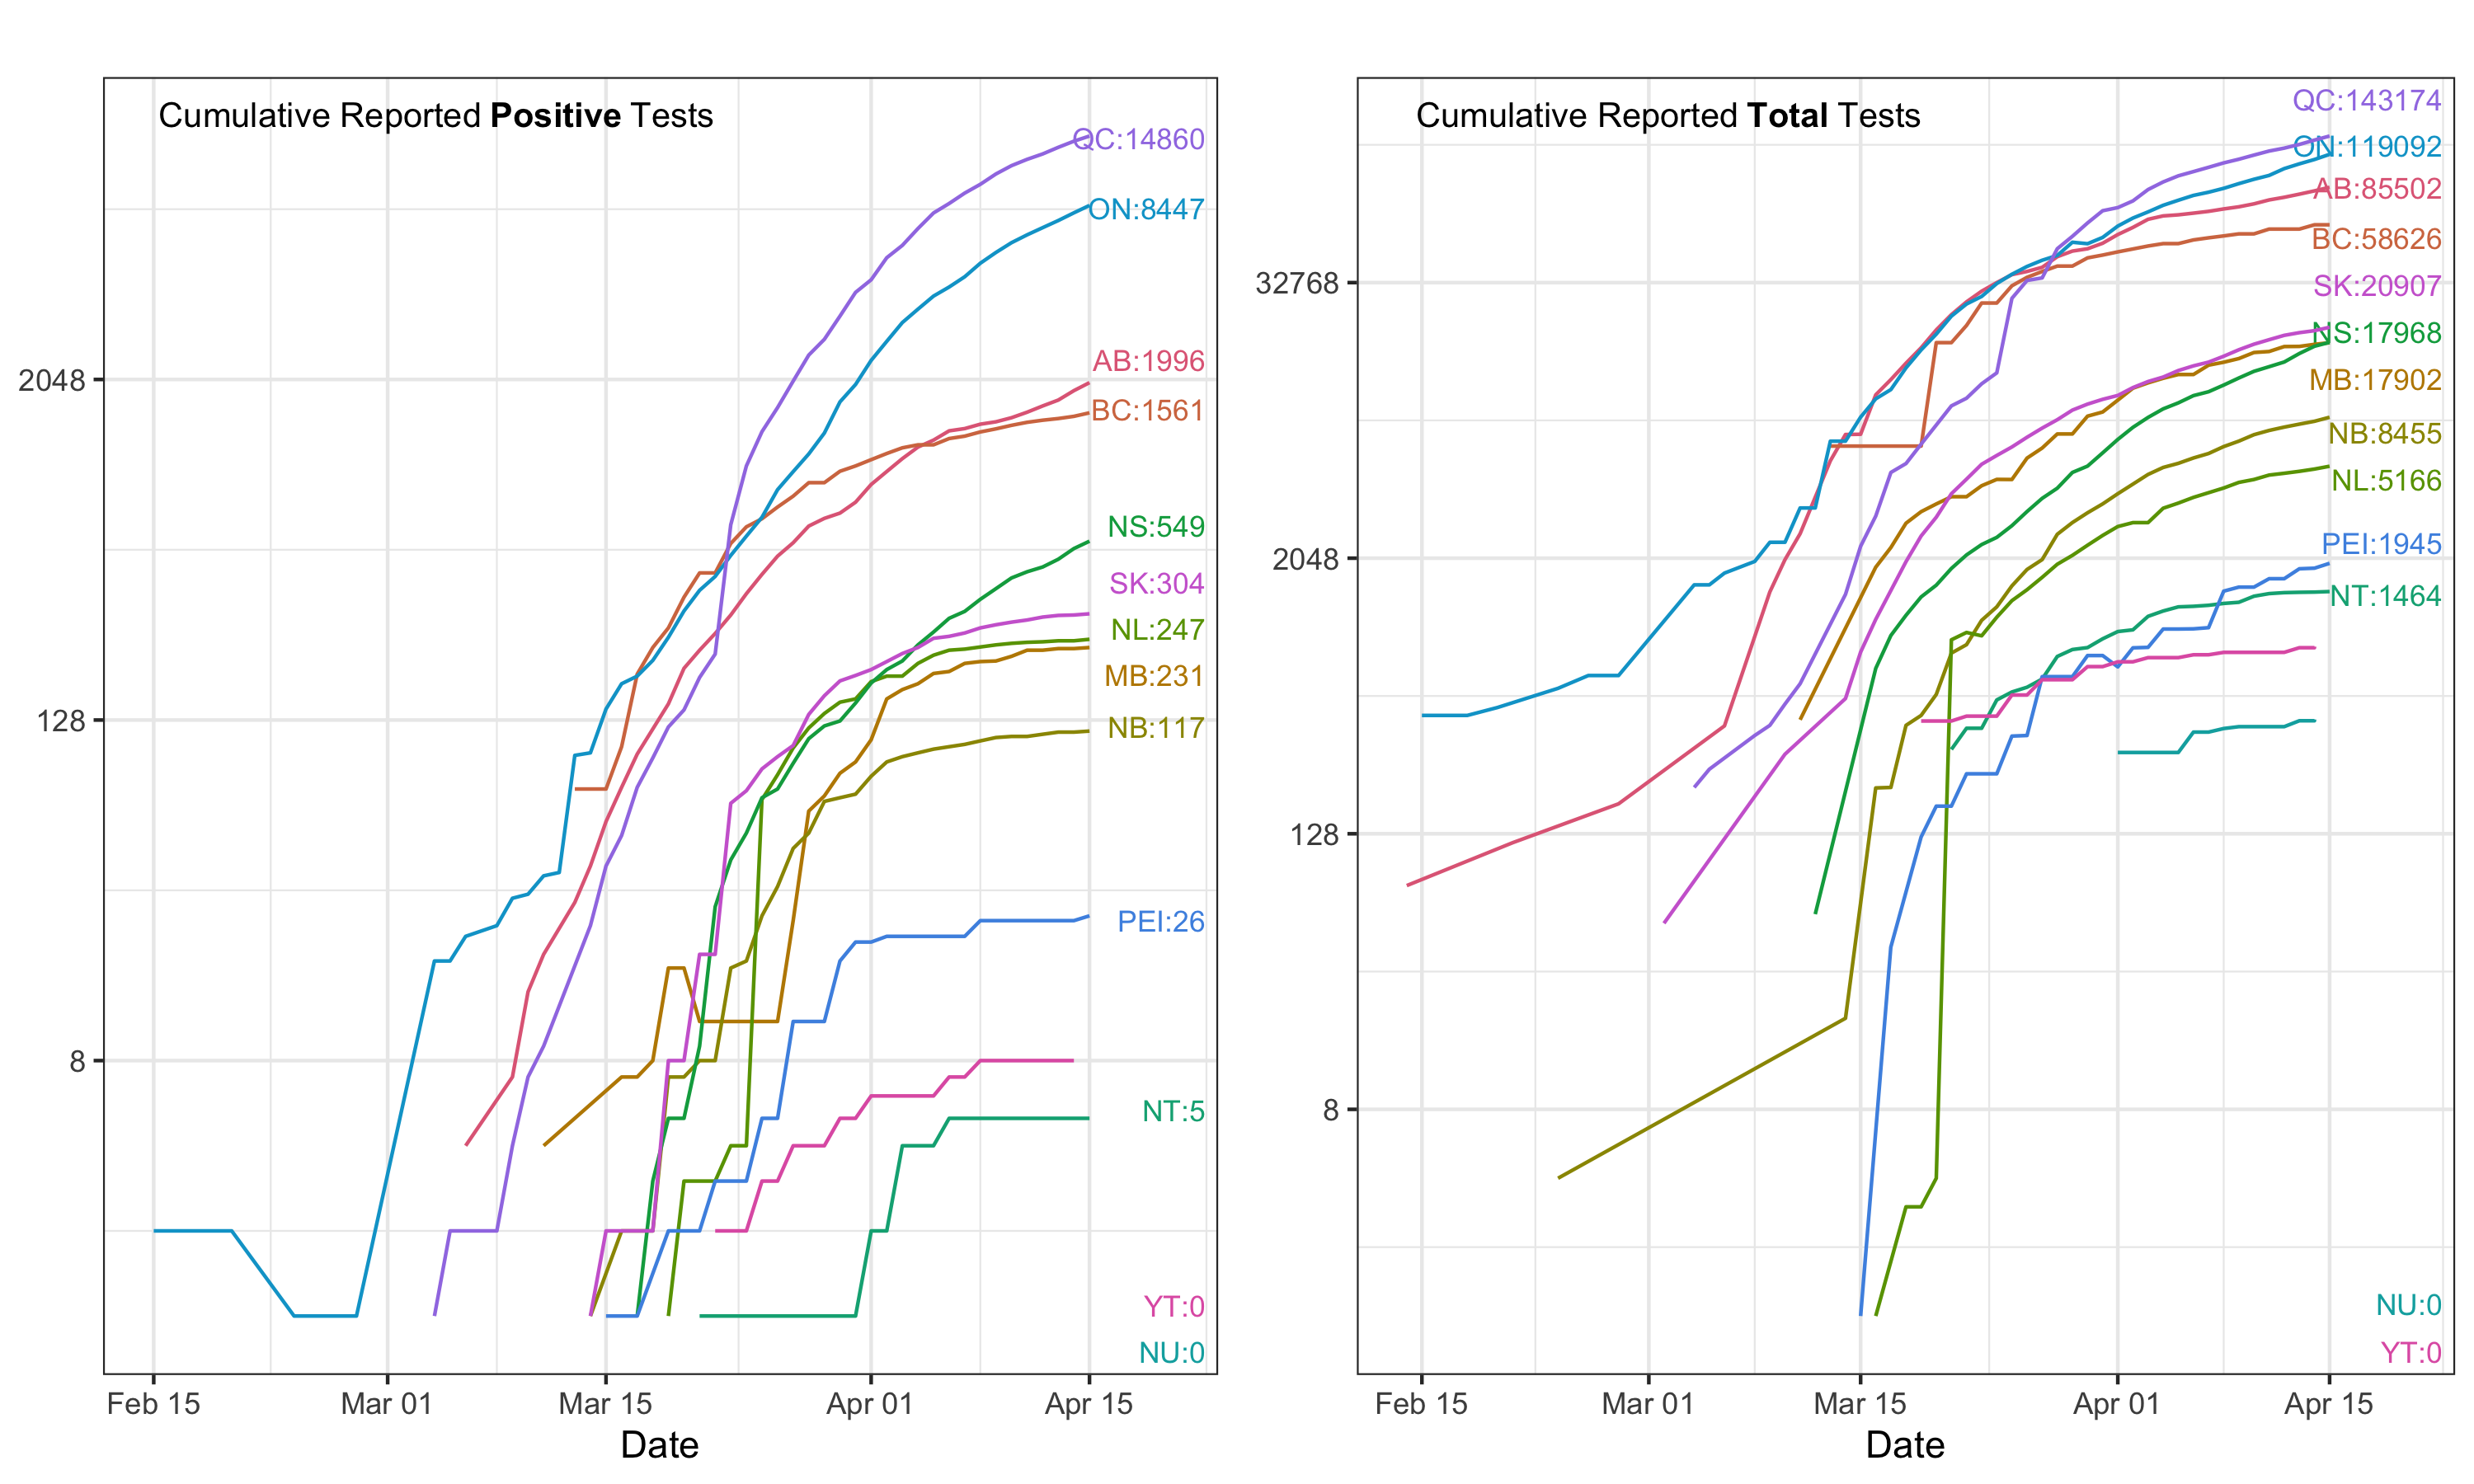 Cumulative Reported Positive Tests
QC:14860
ON:8447
2048
AB:1996
BC:1561
NS:549
SK:304
NL:247
MB:231
128
NB:117
PEI:26
8
NT:5
YT:0
NU:0
Feb 15
Mar 01
Mar 15
Apr 01
Apr 15
Date
Cumulative Reported Total Tests
QC:143174
ON:119092
AB:85502
BC:58626
32768
SK:20907
NS:17968
MB:17902
NB:8455
NL:5166
2048
PEI:1945
NT:1464
128
8
NU:0
YT:0
Feb 15
Mar 01
Mar 15
Apr 01
Apr 15
Date